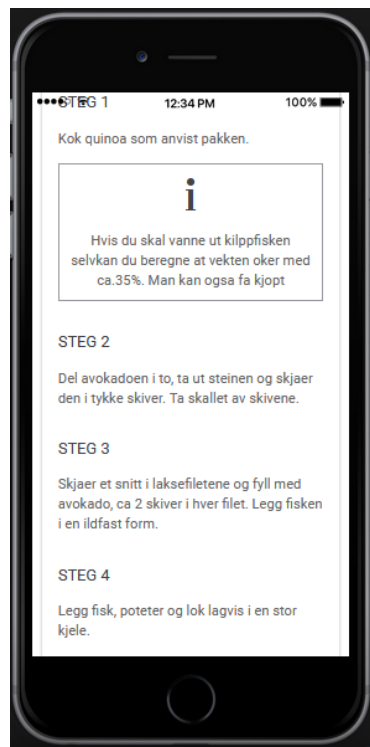 STEG 1
12:34 PM
100%
Kok quinoa som anvist pakken.
i
Hvis du skal vanne ut kilppfisken
selvkan du beregne at vekten oker med
ca.35%. Man kan ogsa fa kjopt
STEG 2
Del avokadoen i to, ta ut steinen og skjaer
den i tykke skiver. Ta skallet av skivene.
STEG 3
Skjaer et snitt i laksefiletene og fyll med
avokado, ca 2 skiver i hver filet. Legg fisken
i en ildfast form.
STEG 4
Legg fisk, poteter og lok lagvis i en stor
kjele.